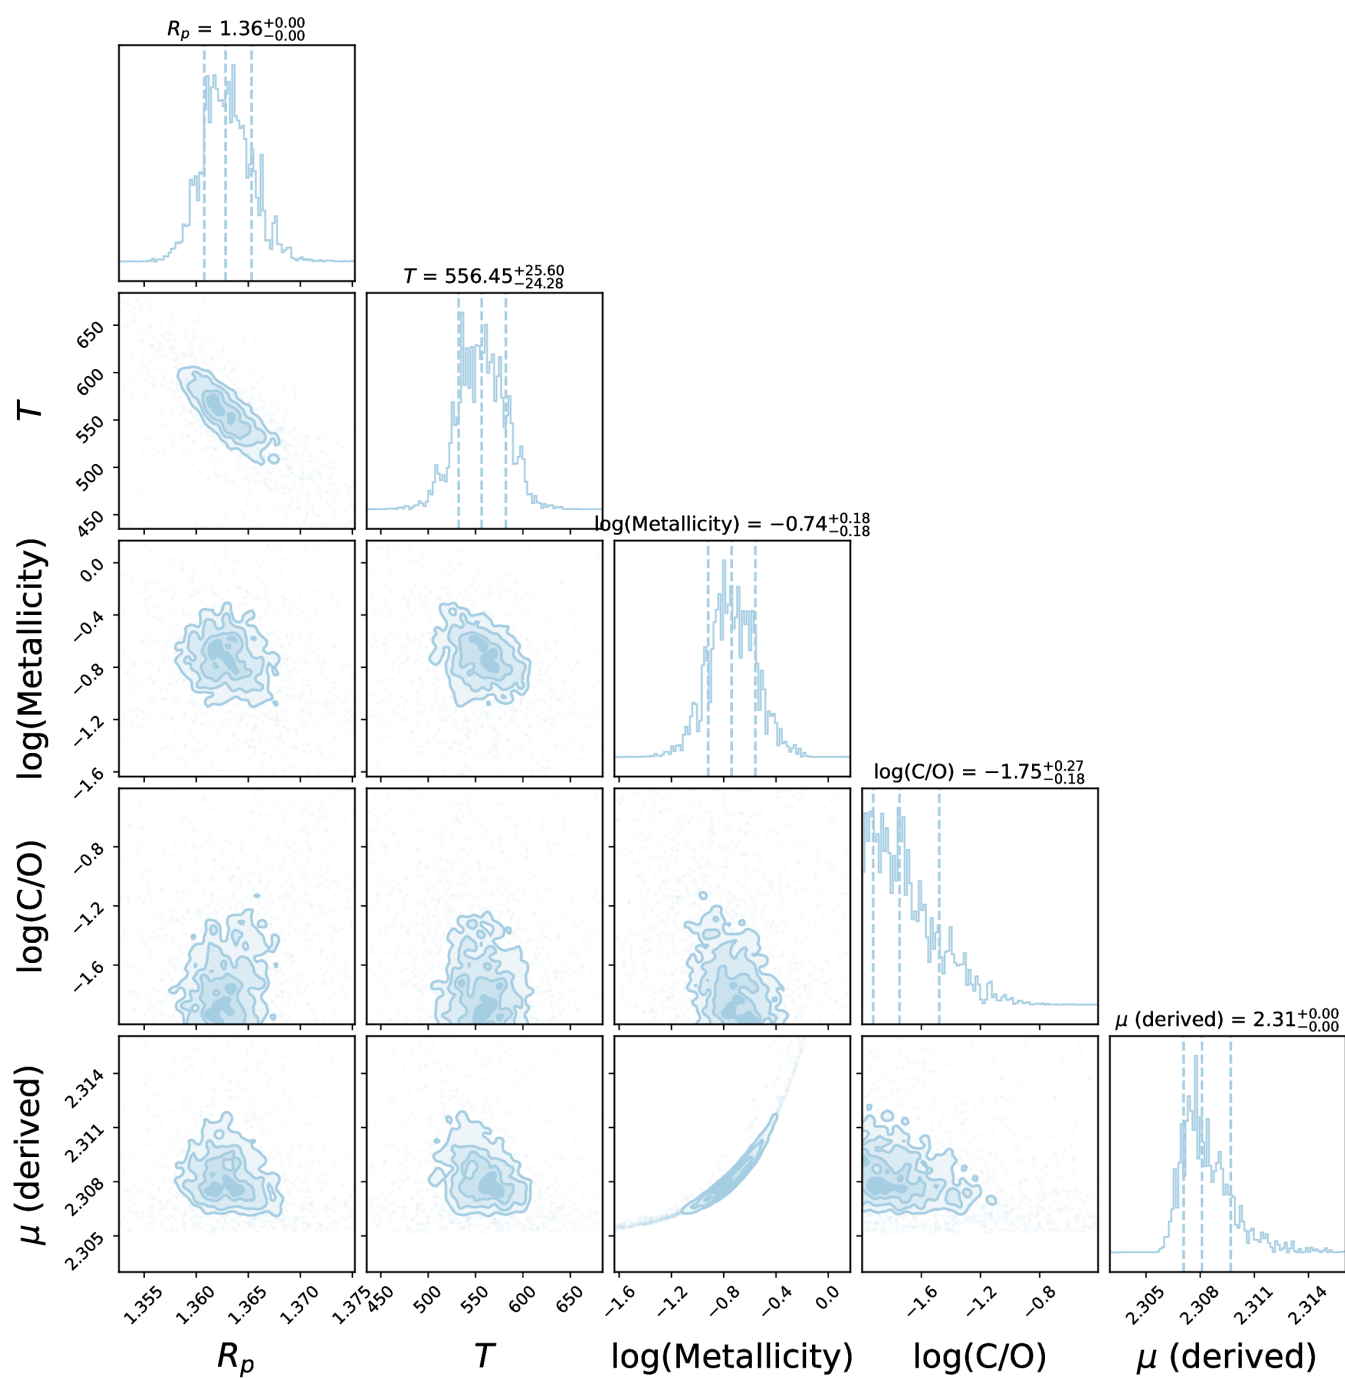 R_p = 1.36^{+0.00}_{−0.00}
T = 556.45^{+25.60}_{−24.28}
650
600
550
500
450
T
log(Metallicity) = −0.74^{+0.18}_{−0.18}
0.0
−0.4
−0.8
−1.2
−1.6
log(Metallicity)
log(C/O) = −1.75^{+0.27}_{−0.18}
−0.8
−1.2
−1.6
log(C/O)
μ (derived) = 2.31^{+0.00}_{−0.00}
2.314
2.311
2.308
2.305
μ (derived)
1.355 1.360 1.365 1.370 1.375
450 500 550 600 650
−1.6 −1.2 −0.8 −0.4 0.0
−1.6 −1.2 −0.8
2.305 2.308 2.311 2.314
R_p T log(Metallicity) log(C/O) μ (derived)